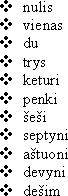 ❖ nulis
❖ vienas
❖ du
❖ trys
❖ keturi
❖ penki
❖ šeši
❖ septyni
❖ aštuoni
❖ devyni
❖ dešimt